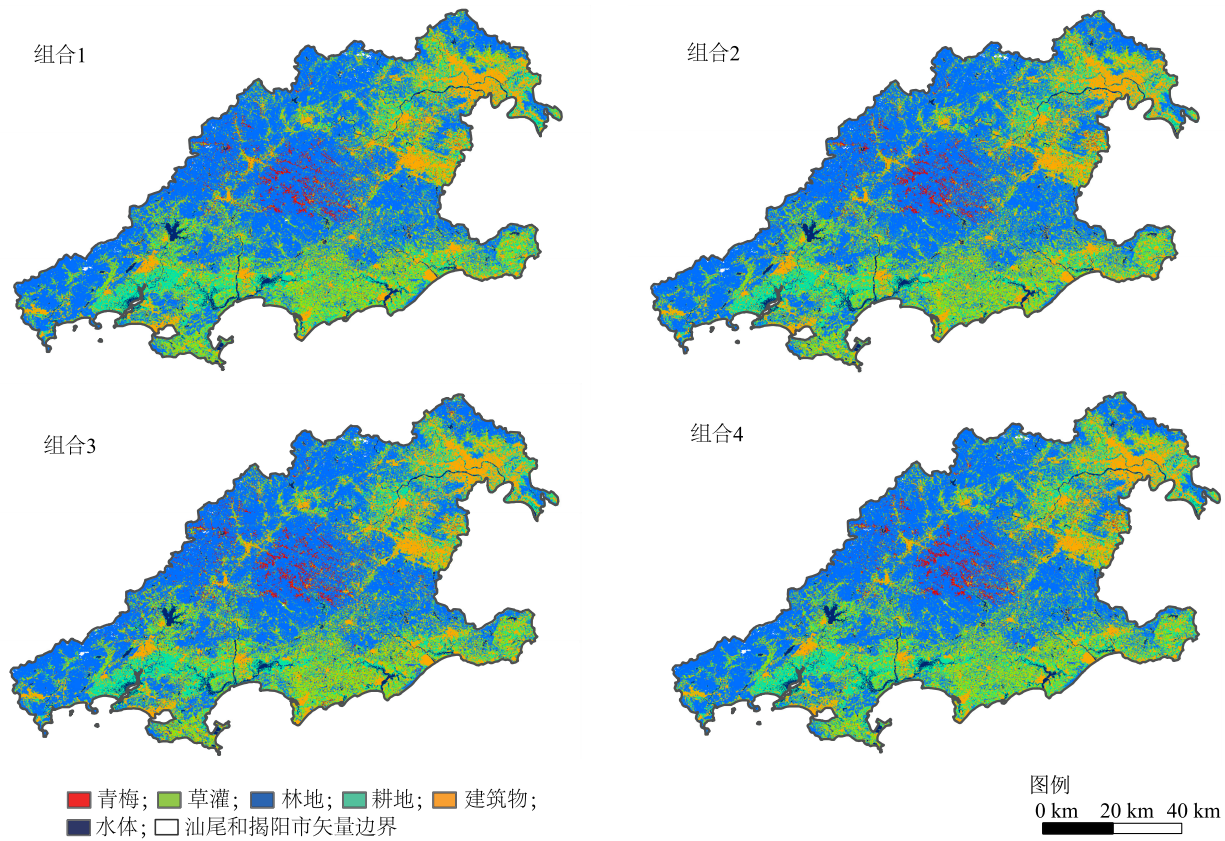 组合1
组合2
组合3
组合4
图例
0 km 20 km 40 km
青梅; 草灌; 林地; 耕地; 建筑物;
水体; 汕尾和揭阳市矢量边界